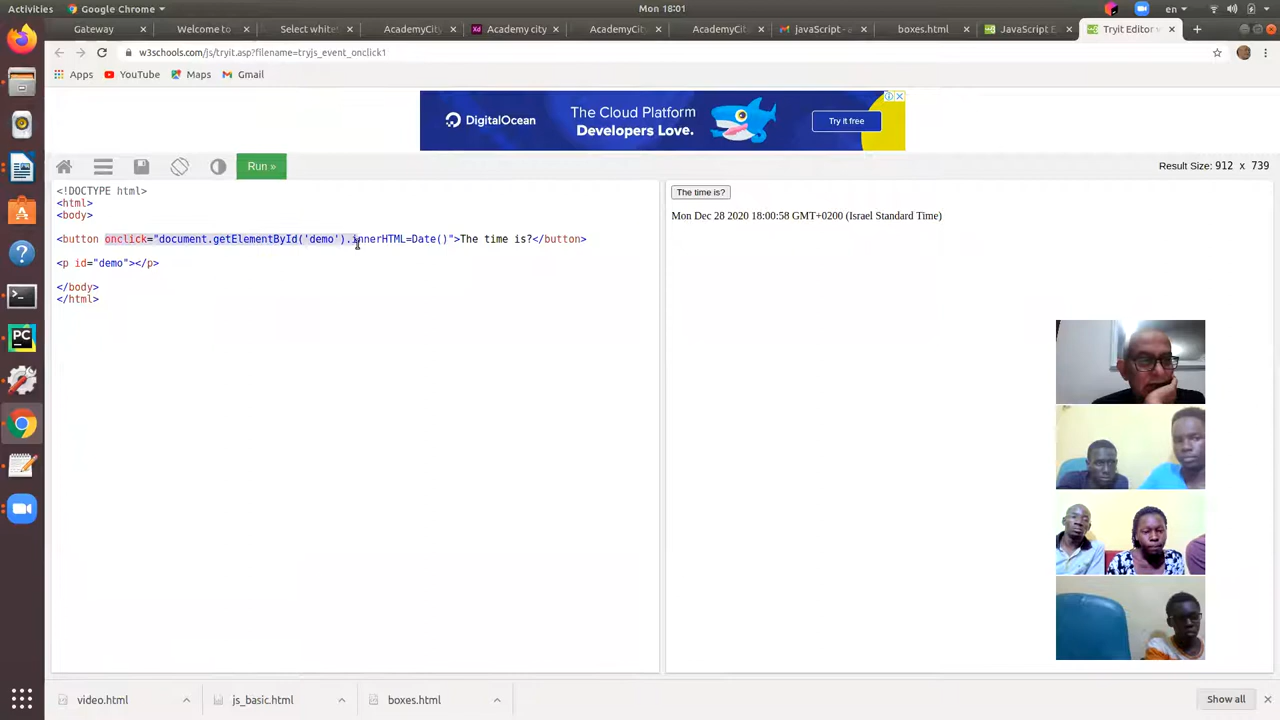 Activities Google Chrome Mon 18:01 en
Gateway Welcome to Select white AcademyCity Academy city AcademyCit AcademyCit JavaScript - boxes.html JavaScript E Tryit Editor v
w3schools.com/js/tryit.asp?filename=tryjs_event_onclick1
Apps YouTube Maps Gmail
DigitalOcean The Cloud Platform Developers Love. Try it free
Run » Result Size: 912 x 739
<!DOCTYPE html>
<html>
<body>
<button onclick="document.getElementById('demo').innerHTML=Date()">The time is?</button>
<p id="demo"></p>
</body>
</html>
The time is?
Mon Dec 28 2020 18:00:58 GMT+0200 (Israel Standard Time)
video.html js_basic.html boxes.html Show all